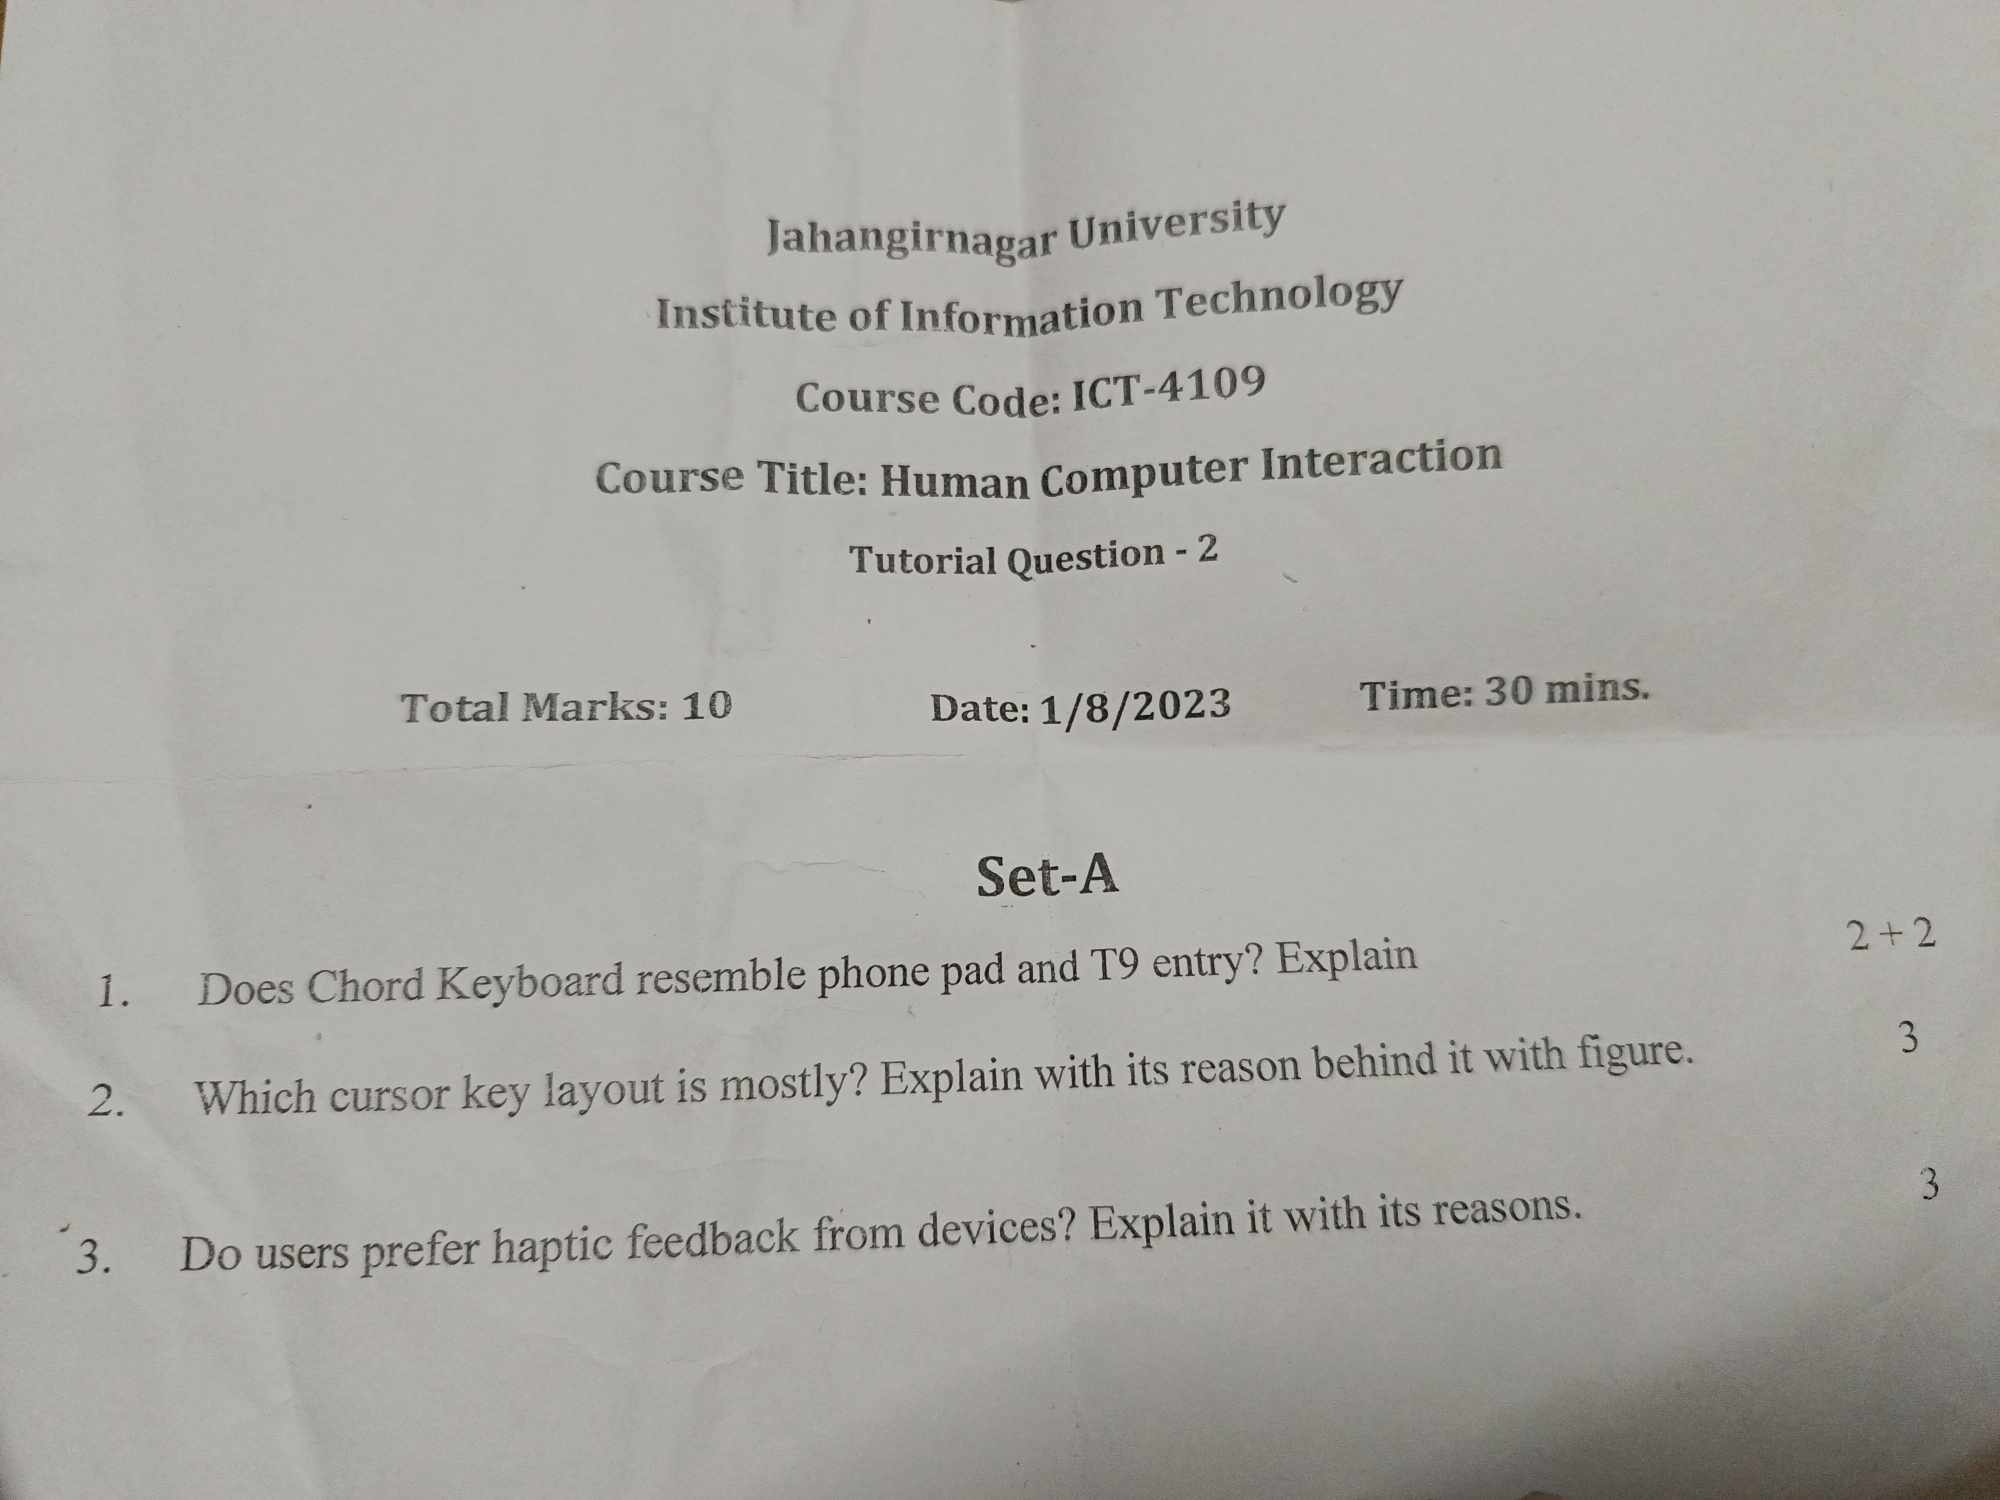 Jahangirnagar University
Institute of Information Technology
Course Code: ICT-4109
Course Title: Human Computer Interaction
Tutorial Question - 2
Total Marks: 10 Date: 1/8/2023 Time: 30 mins.
Set-A
1. Does Chord Keyboard resemble phone pad and T9 entry? Explain 2 + 2
2. Which cursor key layout is mostly? Explain with its reason behind it with figure. 3
3. Do users prefer haptic feedback from devices? Explain it with its reasons. 3